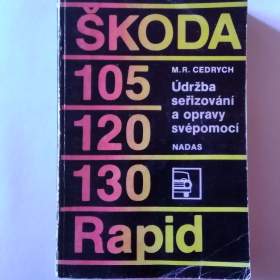 ŠKODA
M.R. CEDRYCH
105
Údržba
seřizování
a opravy
svépomocí
120
NADAS
130
Rapid